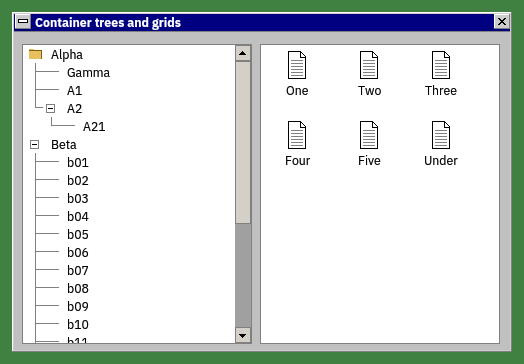 Container trees and grids
Alpha
Gamma
A1
A2
A21
Beta
b01
b02
b03
b04
b05
b06
b07
b08
b09
b10
b11
One Two Three
Four Five Under